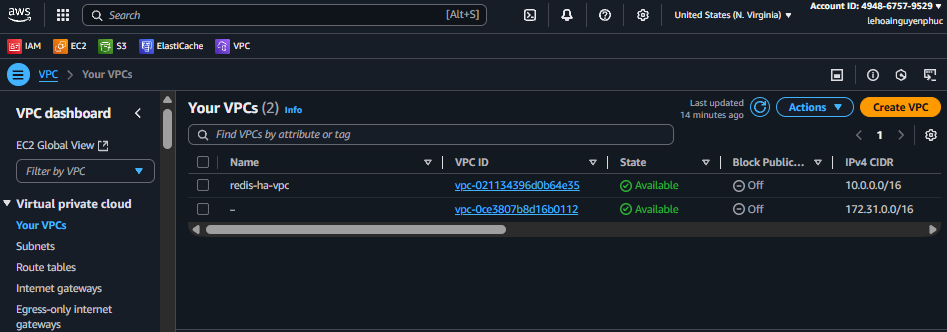 aws
Search [Alt+S]
United States (N. Virginia)
Account ID: 4948-6757-9529
lehoainguyenphuc
IAM EC2 S3 ElastiCache VPC
VPC > Your VPCs
VPC dashboard
EC2 Global View
Filter by VPC
Virtual private cloud
Your VPCs
Subnets
Route tables
Internet gateways
Egress-only internet
gateways
Your VPCs (2) Info
Last updated
14 minutes ago
Actions
Create VPC
Find VPCs by attribute or tag
1
Name VPC ID State Block Public... IPv4 CIDR
redis-ha-vpc vpc-021134396d0b64e35 Available Off 10.0.0.0/16
– vpc-0ce3807b8d16b0112 Available Off 172.31.0.0/16